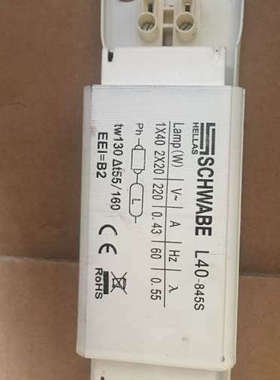 SCHWABE L40-845S
HELLAS
Lamp(W) V~ A Hz λ
1X40 2X20 220 0.43 60 0.55
Ph
L
tw130 Δt55/160
EEI=B2
CE
RoHS